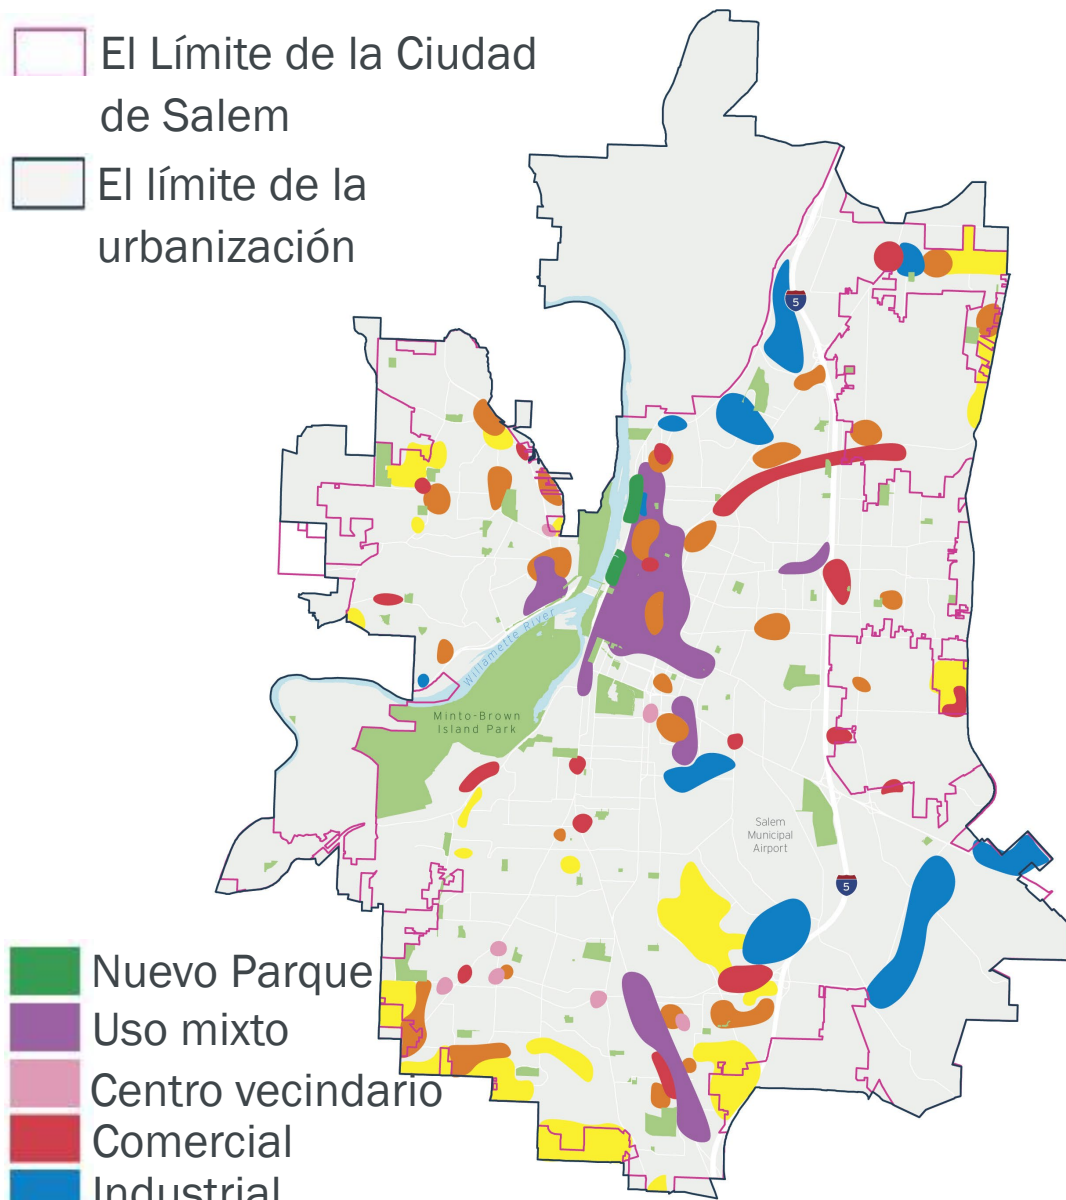 El Límite de la Ciudad
de Salem
El límite de la
urbanización
5
Willamette River
Minto-Brown
Island Park
Salem
Municipal
Airport
5
Nuevo Parque
Uso mixto
Centro vecindario
Comercial
Industrial